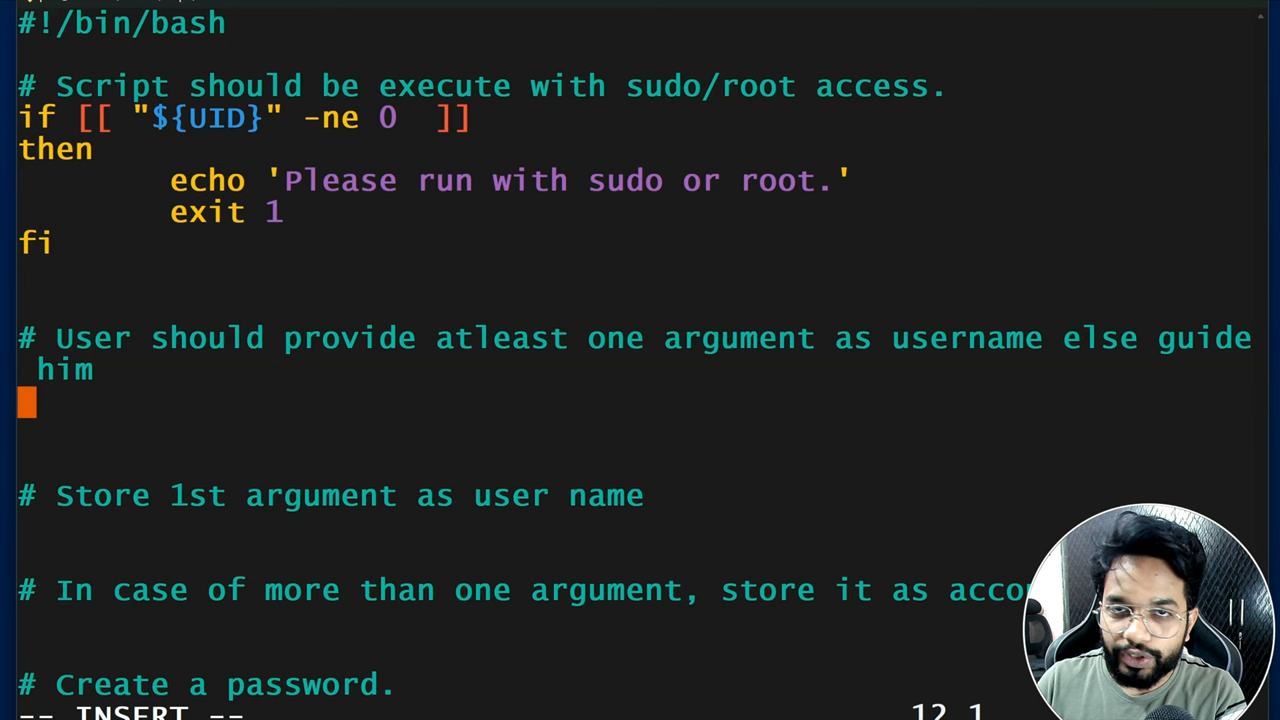 #!/bin/bash
# Script should be execute with sudo/root access.
if [[ "${UID}" -ne 0  ]]
then
echo 'Please run with sudo or root.'
exit 1
fi
# User should provide atleast one argument as username else guide
him
# Store 1st argument as user name
# In case of more than one argument, store it as
# Create a password.
-- INSERT --
12,1